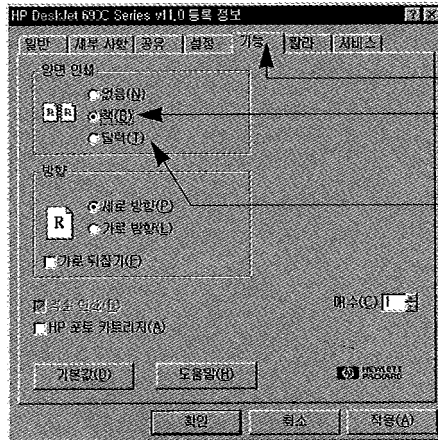 HP DeskJet 690C Series v11.0 등록 정보
일반 세부 사항 공유 설정 기능 칼라 서비스
양면 인쇄
없음(N)
책(B)
달력(T)
방향
세로 방향(P)
가로 방향(L)
가로 뒤집기(F)
매수(C) 1
HP 포토 카트리지(A)
기본값(D) 도움말(H) HEWLETT PACKARD
확인 취소 적용(A)